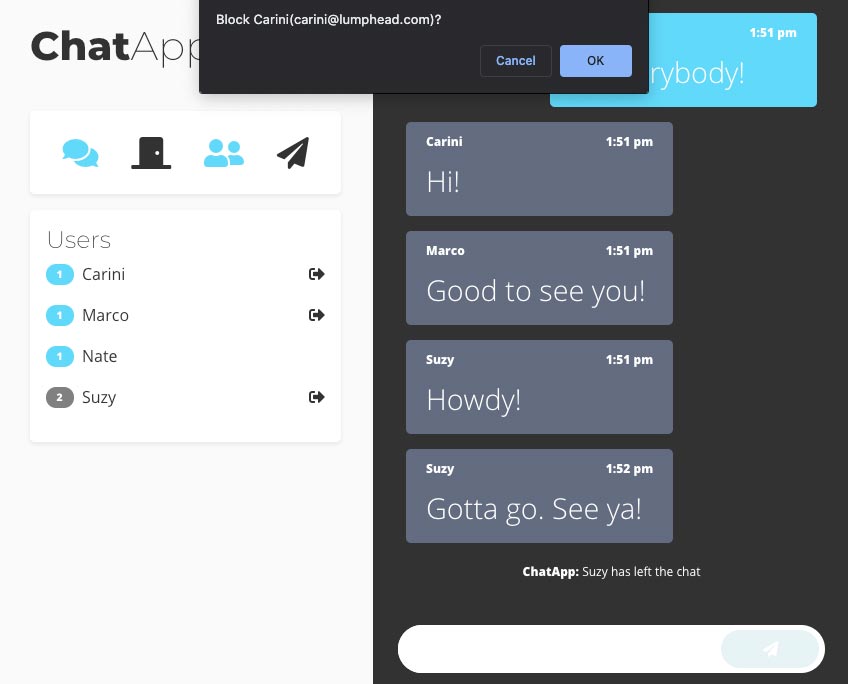 Block Carini(carini@lumphead.com)?
Cancel
OK
ChatApp
Users
1 Carini
1 Marco
1 Nate
2 Suzy
1:51 pm
Carini 1:51 pm
Hi!
Marco 1:51 pm
Good to see you!
Suzy 1:51 pm
Howdy!
Suzy 1:52 pm
Gotta go. See ya!
ChatApp: Suzy has left the chat